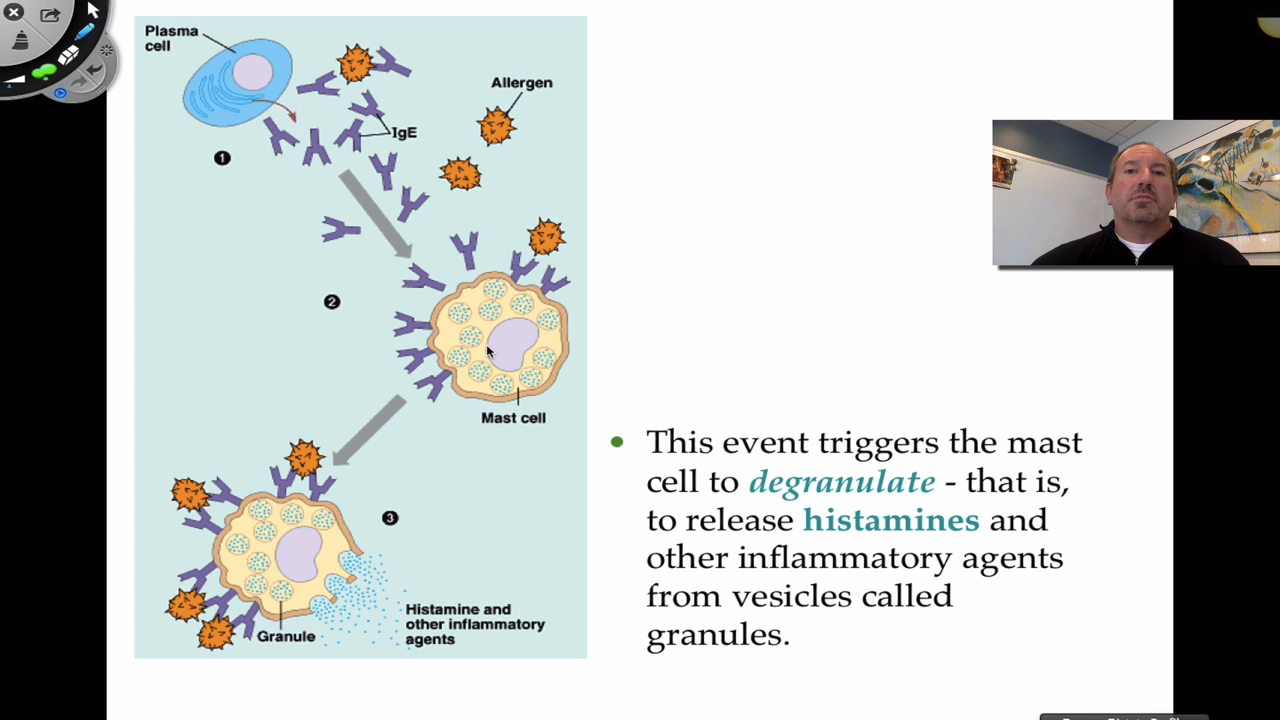 Plasma
cell
Allergen
IgE
1
2
Mast cell
3
Histamine and
other inflammatory
agents
Granule
• This event triggers the mast
cell to degranulate - that is,
to release histamines and
other inflammatory agents
from vesicles called
granules.